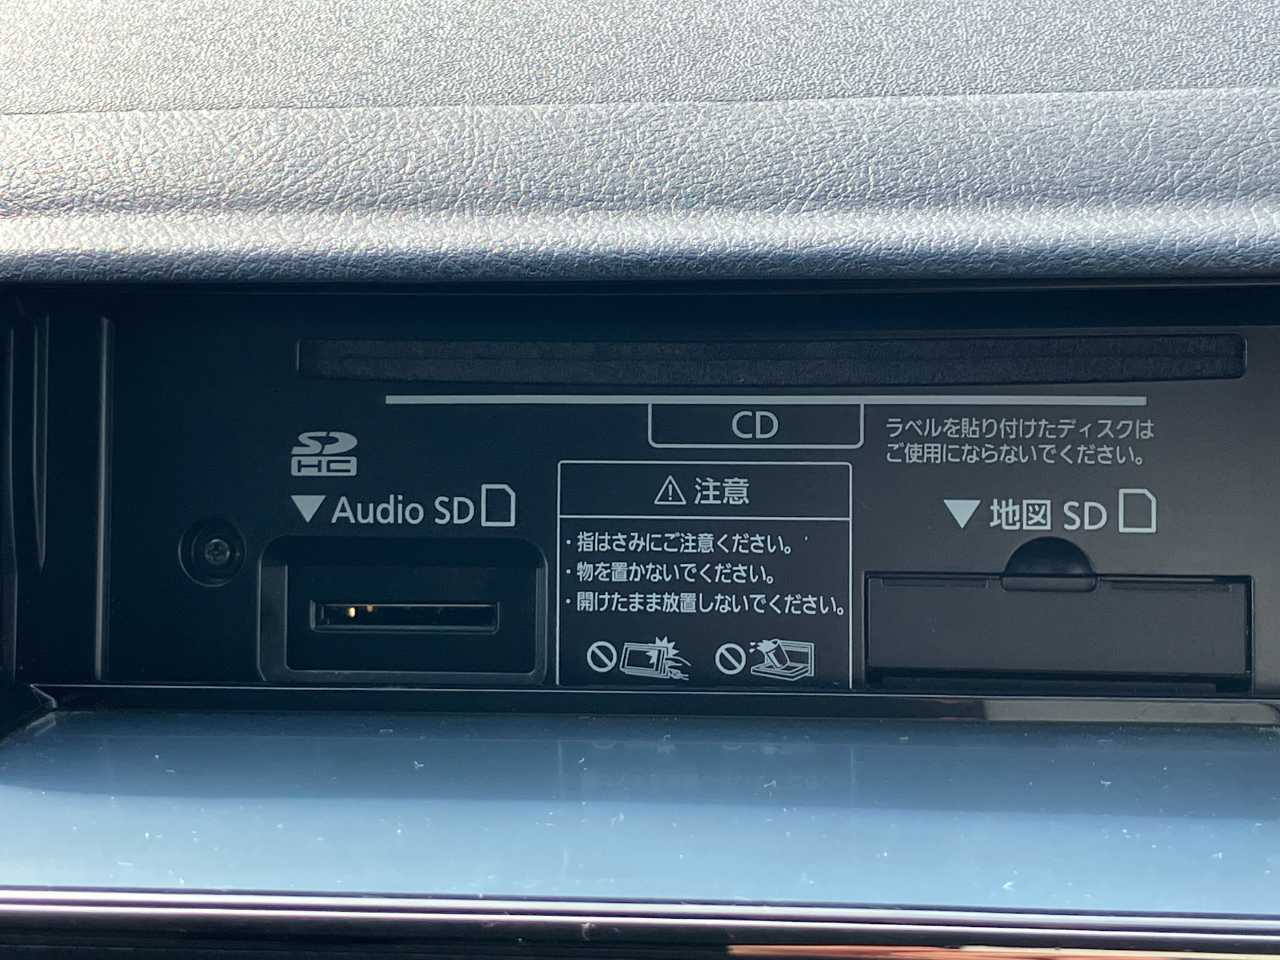 CD
ラベルを貼り付けたディスクは
ご使用にならないでください。
SD
HC
▼Audio SD
⚠注意
・指はさみにご注意ください。
・物を置かないでください。
・開けたまま放置しないでください。
▼地図 SD